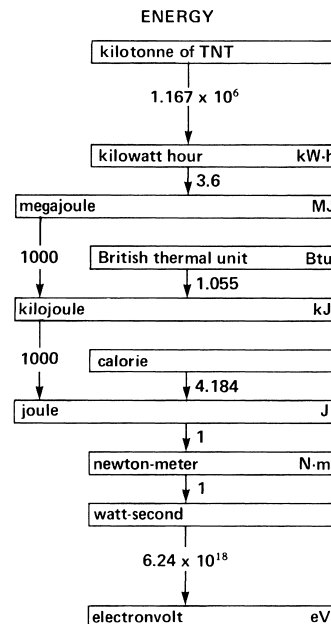 ENERGY
kilotonne of TNT
1.167 x 10⁶
kilowatt hour kW·h
3.6
megajoule MJ
1000 British thermal unit Btu
1.055
kilojoule kJ
1000 calorie
4.184
joule J
1
newton-meter N·m
1
watt-second
6.24 x 10¹⁸
electronvolt eV